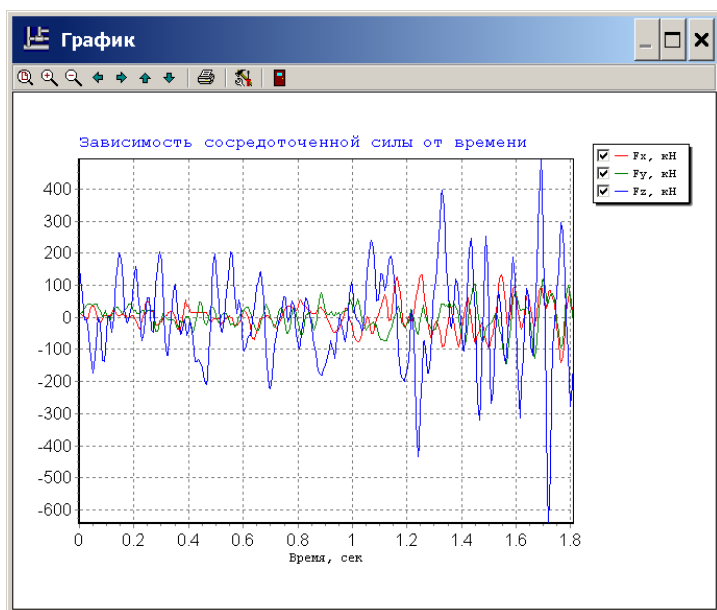 График
Зависимость сосредоточенной силы от времени
Fx, кН
Fy, кН
Fz, кН
400
300
200
100
0
-100
-200
-300
-400
-500
-600
0 0.2 0.4 0.6 0.8 1 1.2 1.4 1.6 1.8
Время, сек